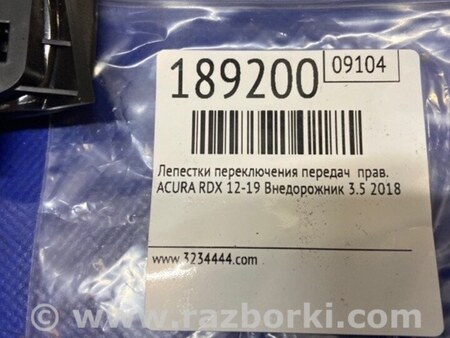 189200
09104
Лепестки переключения передач прав.
ACURA RDX 12-19 Внедорожник 3.5 2018
www.3234444.com
© www.razborki.com